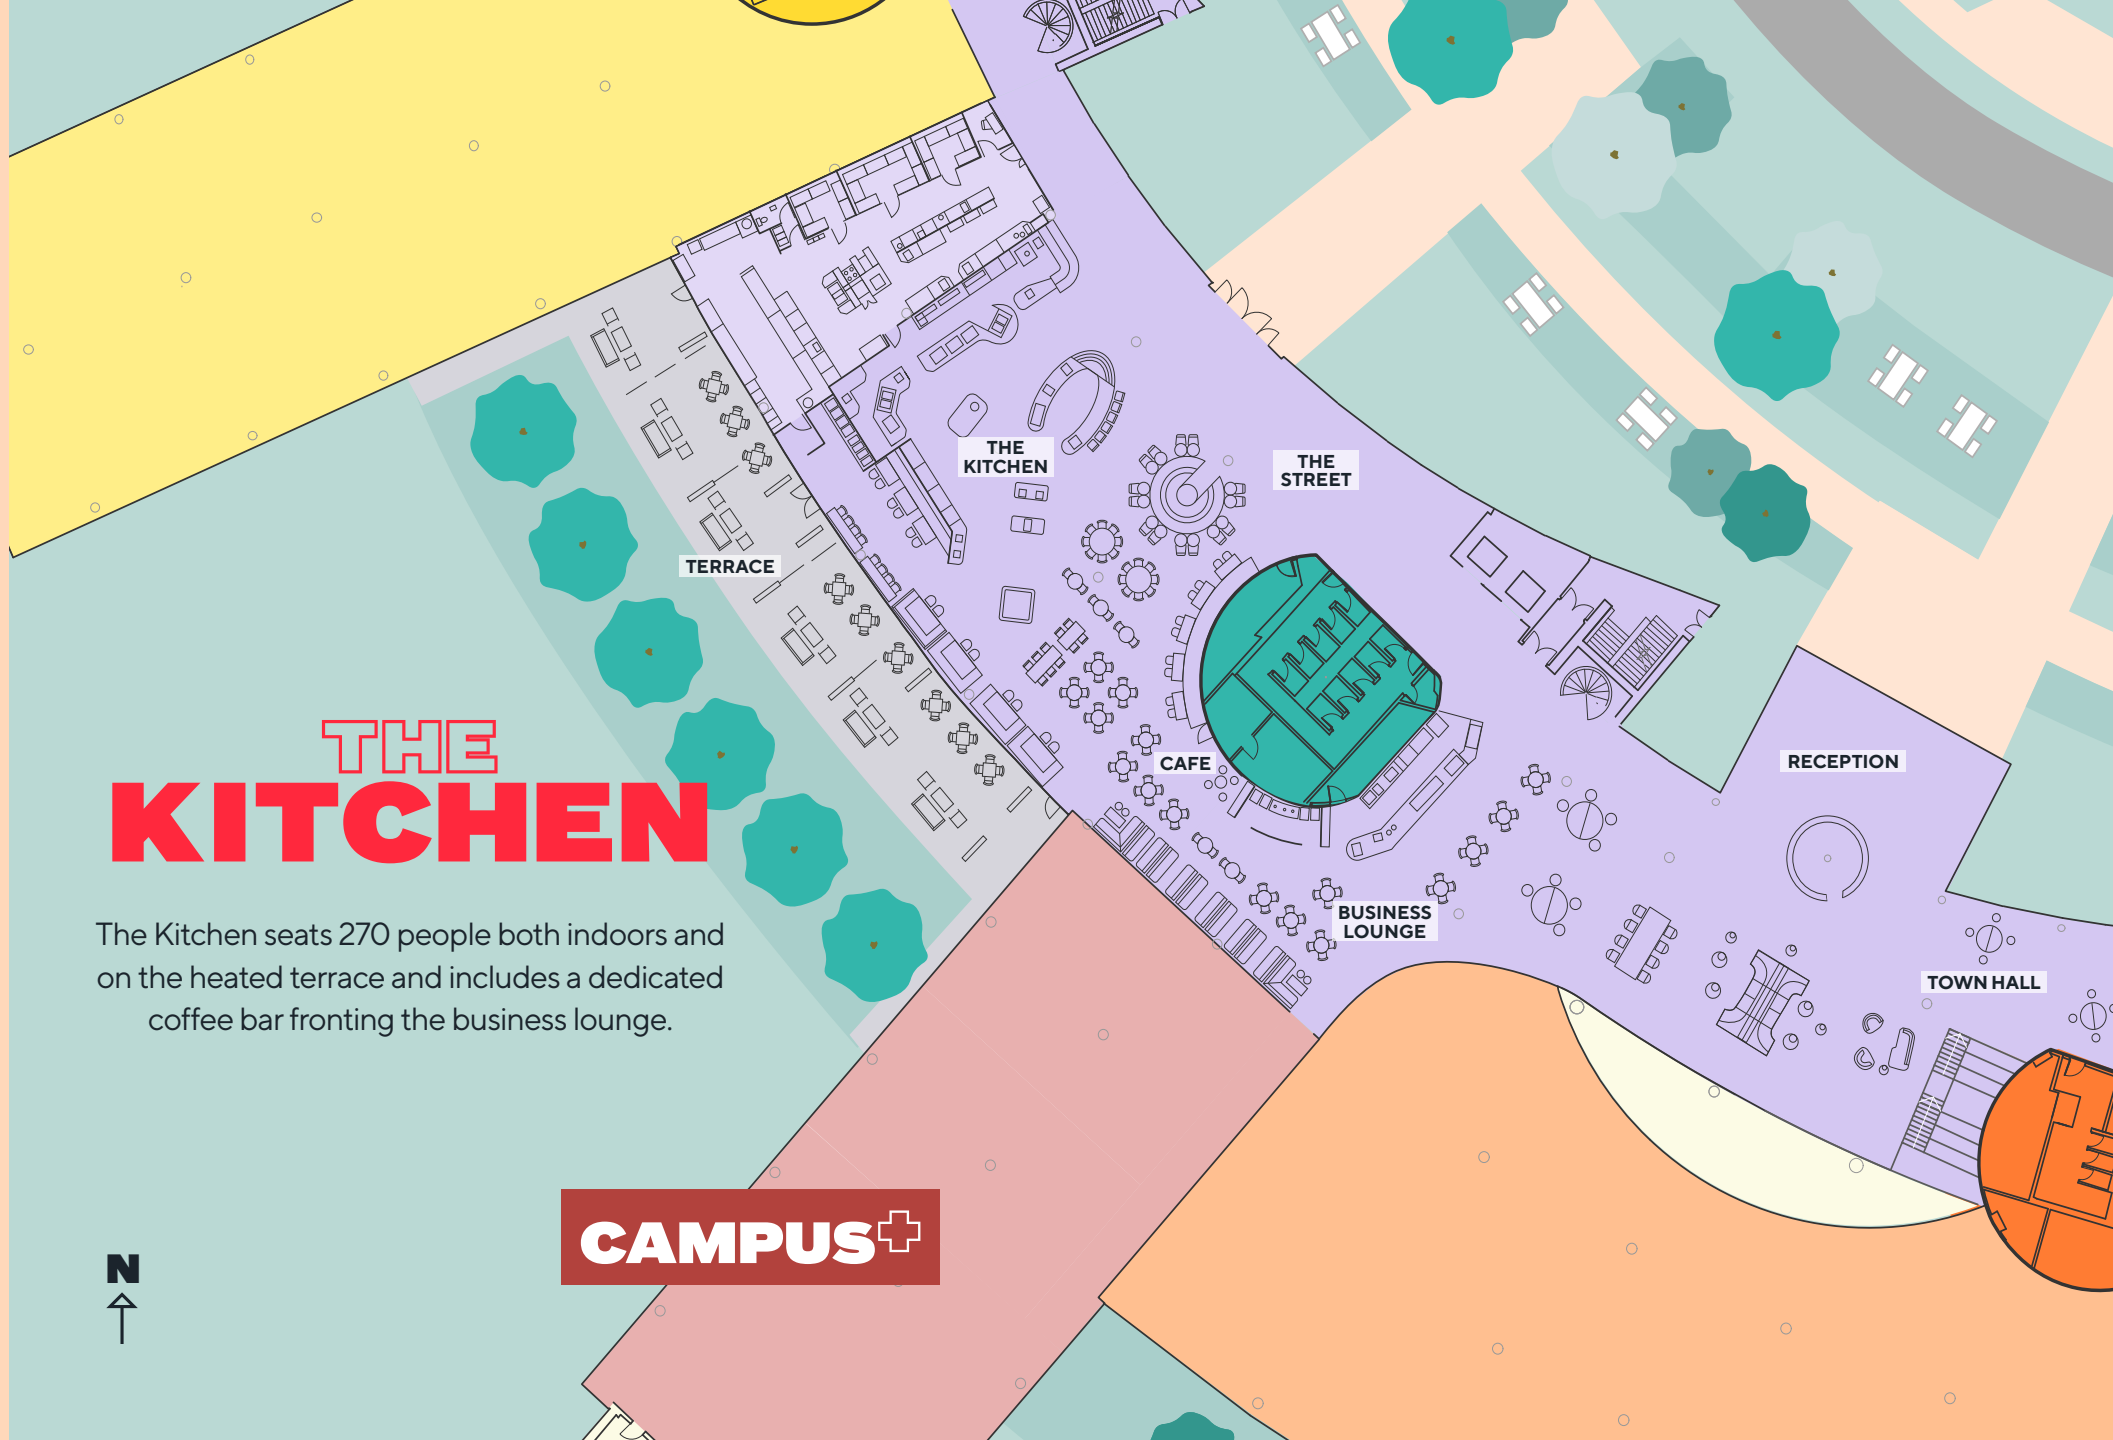 THE
KITCHEN
THE
STREET
TERRACE
CAFE
RECEPTION
BUSINESS
LOUNGE
TOWN HALL
THE
KITCHEN
The Kitchen seats 270 people both indoors and
on the heated terrace and includes a dedicated
coffee bar fronting the business lounge.
CAMPUS+
N